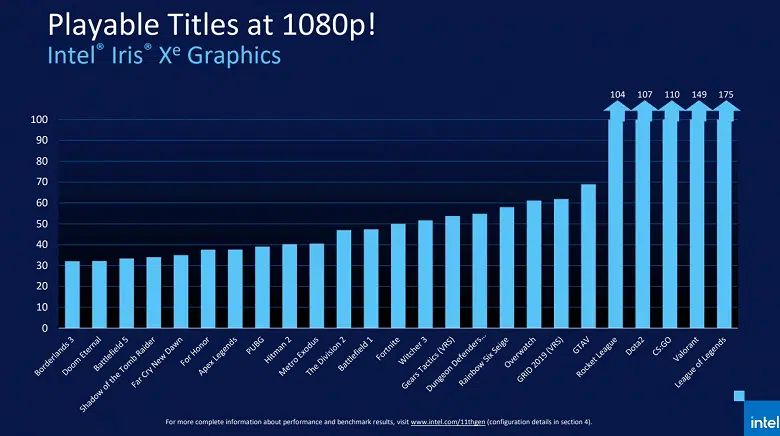 Playable Titles at 1080p!
Intel® Iris® Xe Graphics
104 107 110 149 175
100
90
80
70
60
50
40
30
20
10
0
Borderlands 3
Doom Eternal
Battlefield 5
Shadow of the Tomb Raider
Far Cry New Dawn
For Honor
Apex Legends
PUBG
Hitman 2
Metro Exodus
The Division 2
Battlefield 1
Fortnite
Witcher 3
Gears Tactics (VRS)
Dungeon Defenders...
Rainbow Six Seige
Overwatch
GRID 2019 (VRS)
GTAV
Rocket League
Dota2
CS:GO
Valorant
League of Legends
For more complete information about performance and benchmark results, visit www.intel.com/11thgen (configuration details in section 4).
intel